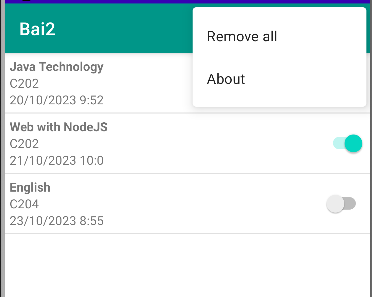 Bai2
Remove all
About
Java Technology
C202
20/10/2023 9:52
Web with NodeJS
C202
21/10/2023 10:0
English
C204
23/10/2023 8:55